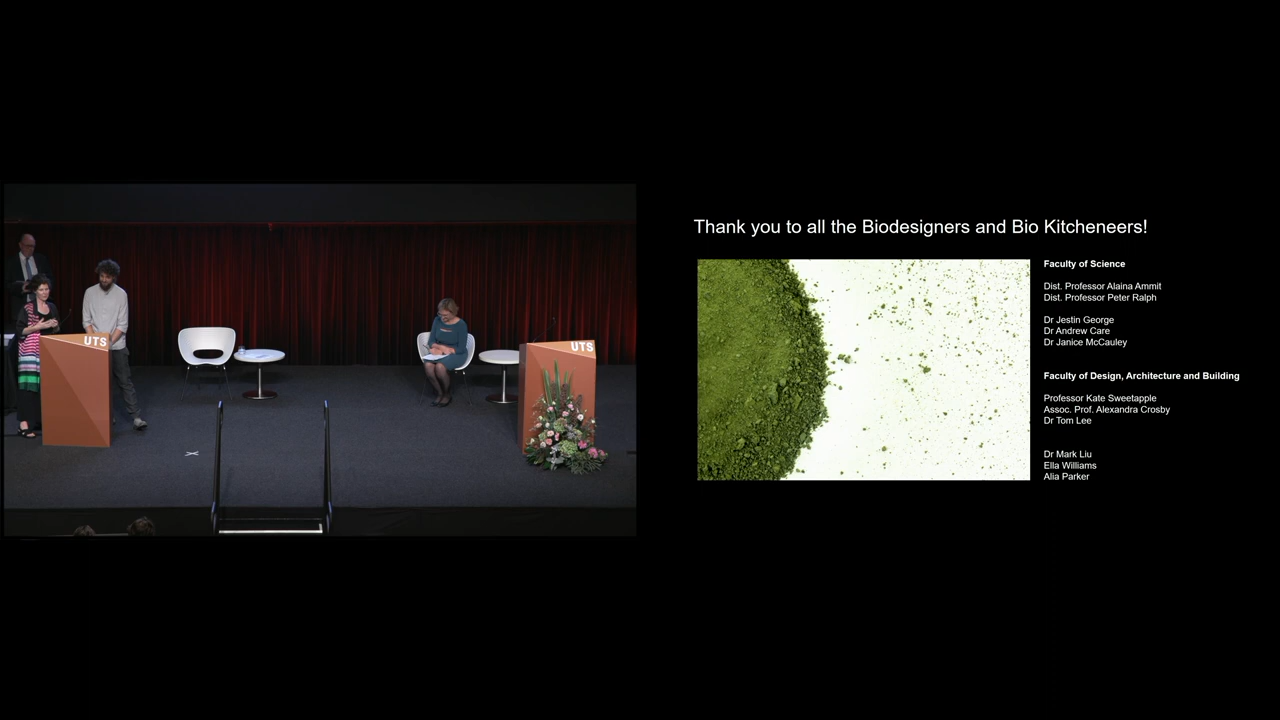 UTS
UTS
Thank you to all the Biodesigners and Bio Kitcheneers!
Faculty of Science
Dist. Professor Alaina Ammit
Dist. Professor Peter Ralph
Dr Jestin George
Dr Andrew Care
Dr Janice McCauley
Faculty of Design, Architecture and Building
Professor Kate Sweetapple
Assoc. Prof. Alexandra Crosby
Dr Tom Lee
Dr Mark Liu
Ella Williams
Alia Parker